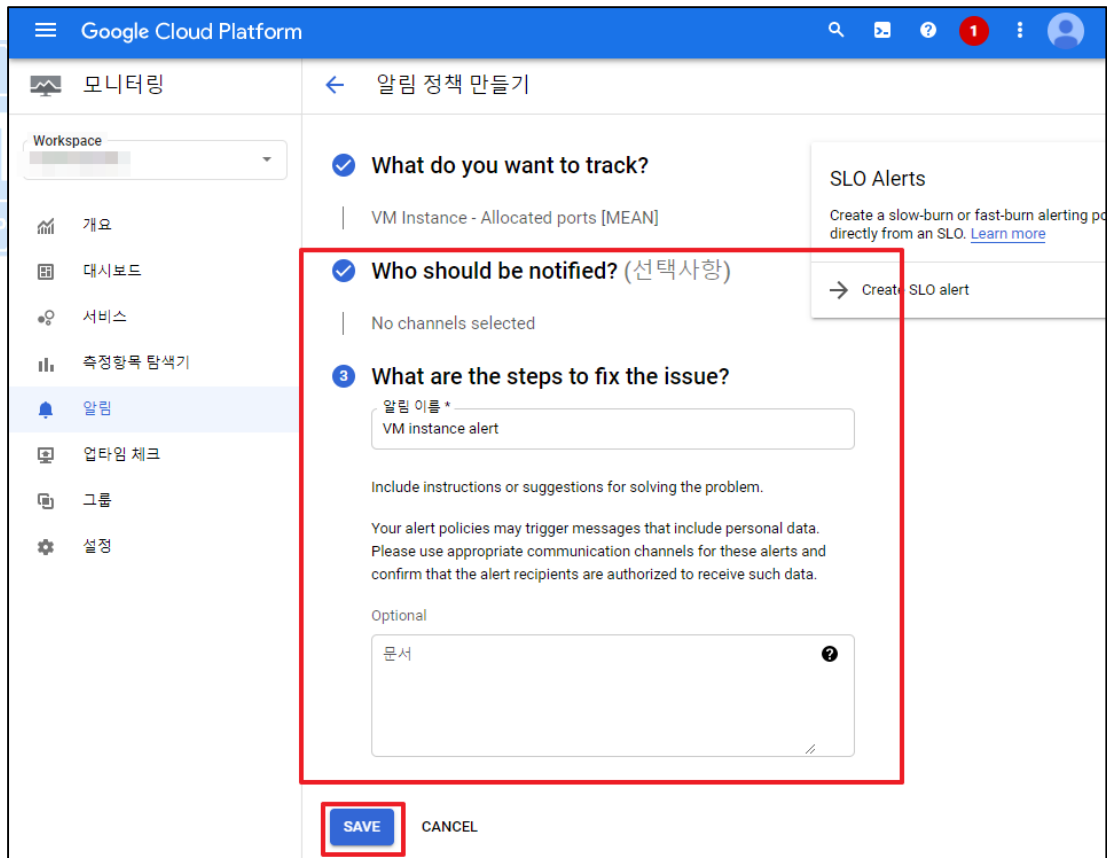 Google Cloud Platform
1
모니터링
알림 정책 만들기
Workspace
개요
대시보드
서비스
측정항목 탐색기
알림
업타임 체크
그룹
설정
What do you want to track?
VM Instance - Allocated ports [MEAN]
Who should be notified? (선택사항)
No channels selected
3
What are the steps to fix the issue?
알림 이름 *
VM instance alert
Include instructions or suggestions for solving the problem.
Your alert policies may trigger messages that include personal data.
Please use appropriate communication channels for these alerts and
confirm that the alert recipients are authorized to receive such data.
Optional
문서
SAVE
CANCEL
SLO Alerts
Create a slow-burn or fast-burn alerting po
directly from an SLO. Learn more
Create SLO alert